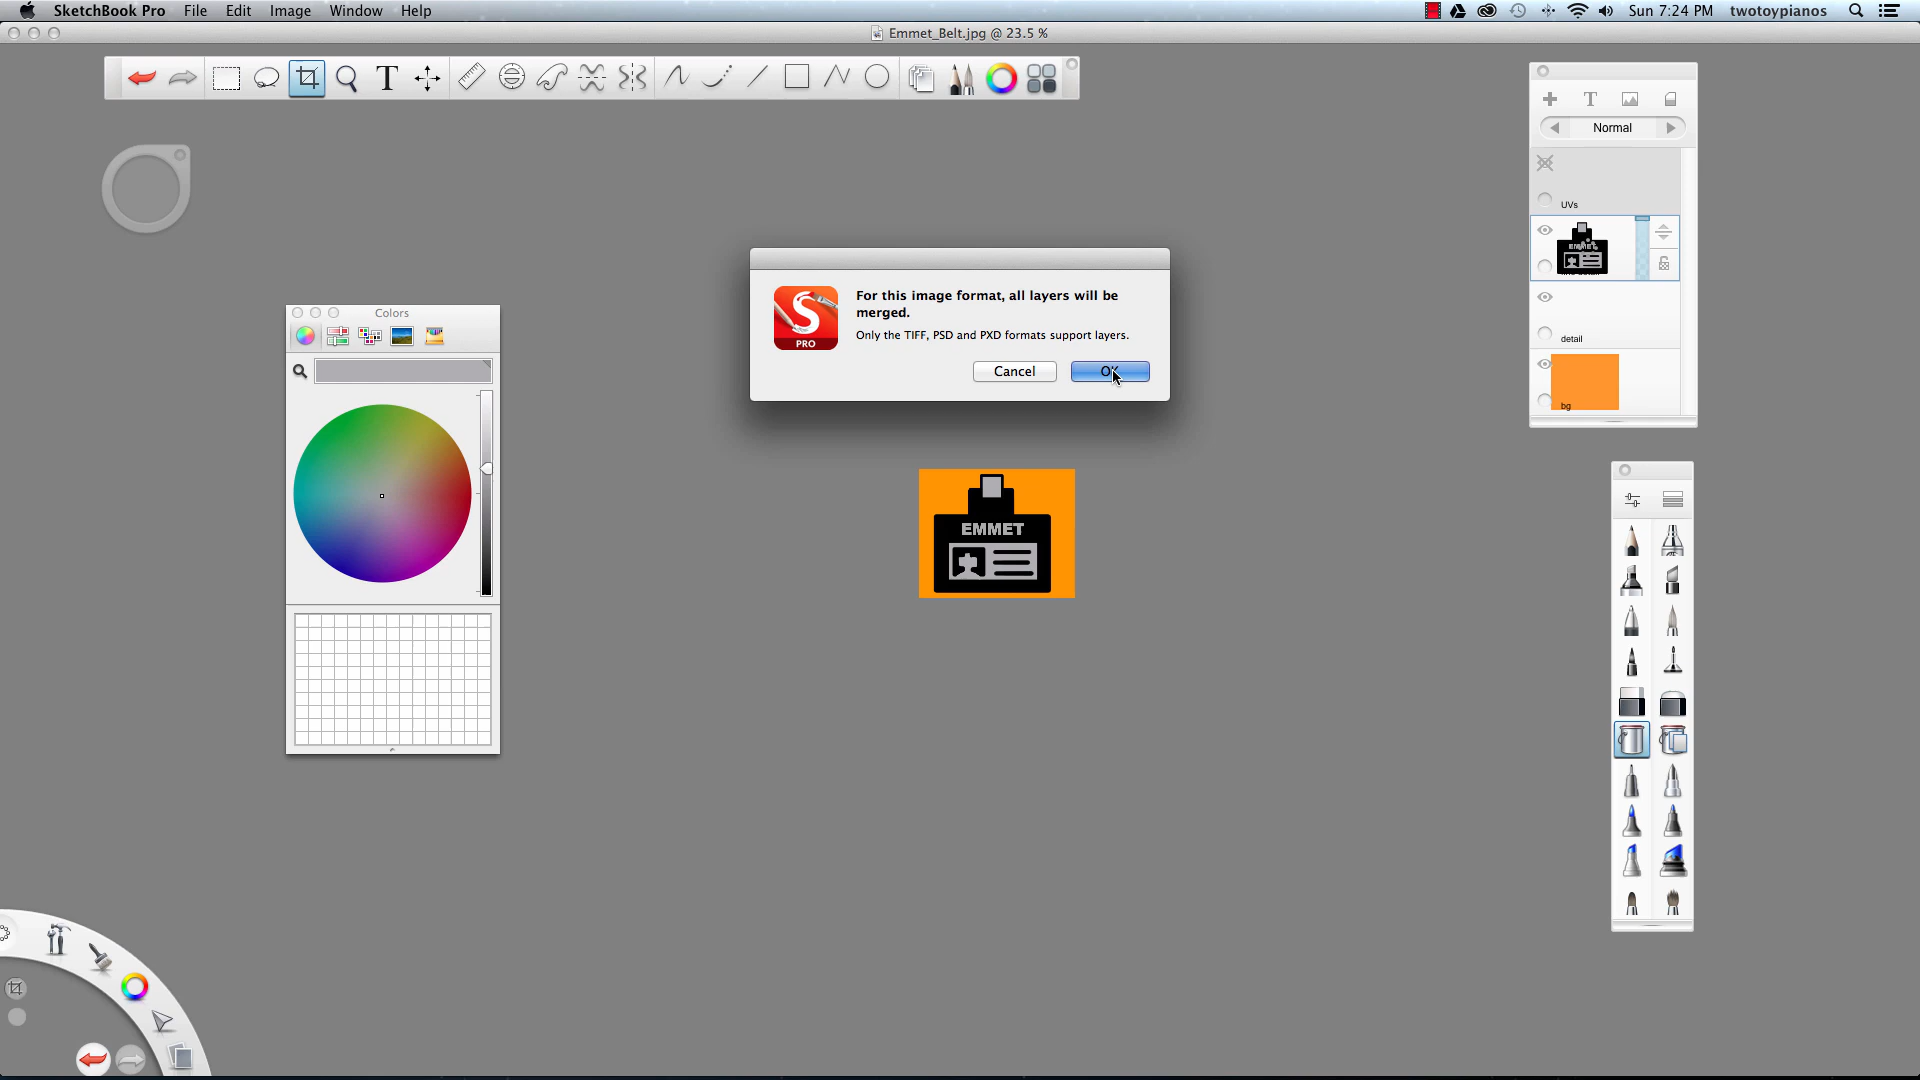 SketchBook Pro File Edit Image Window Help
Sun 7:24 PM twotoypianos
Emmet_Belt.jpg @ 23.5 %
T
T
Normal
UVs
EMMET
detail
bg
Colors
For this image format, all layers will be
merged.
Only the TIFF, PSD and PXD formats support layers.
S
PRO
Cancel
OK
EMMET